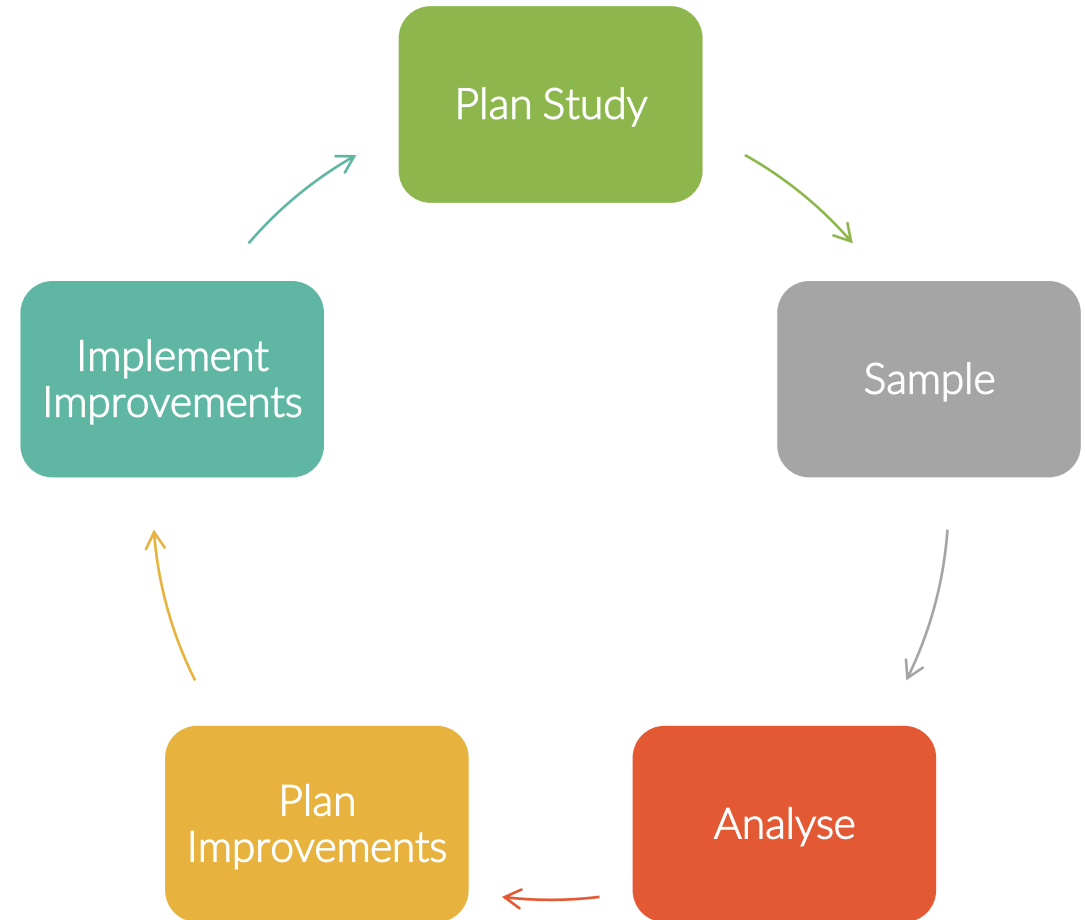 Plan Study
Sample
Analyse
Plan
Improvements
Implement
Improvements